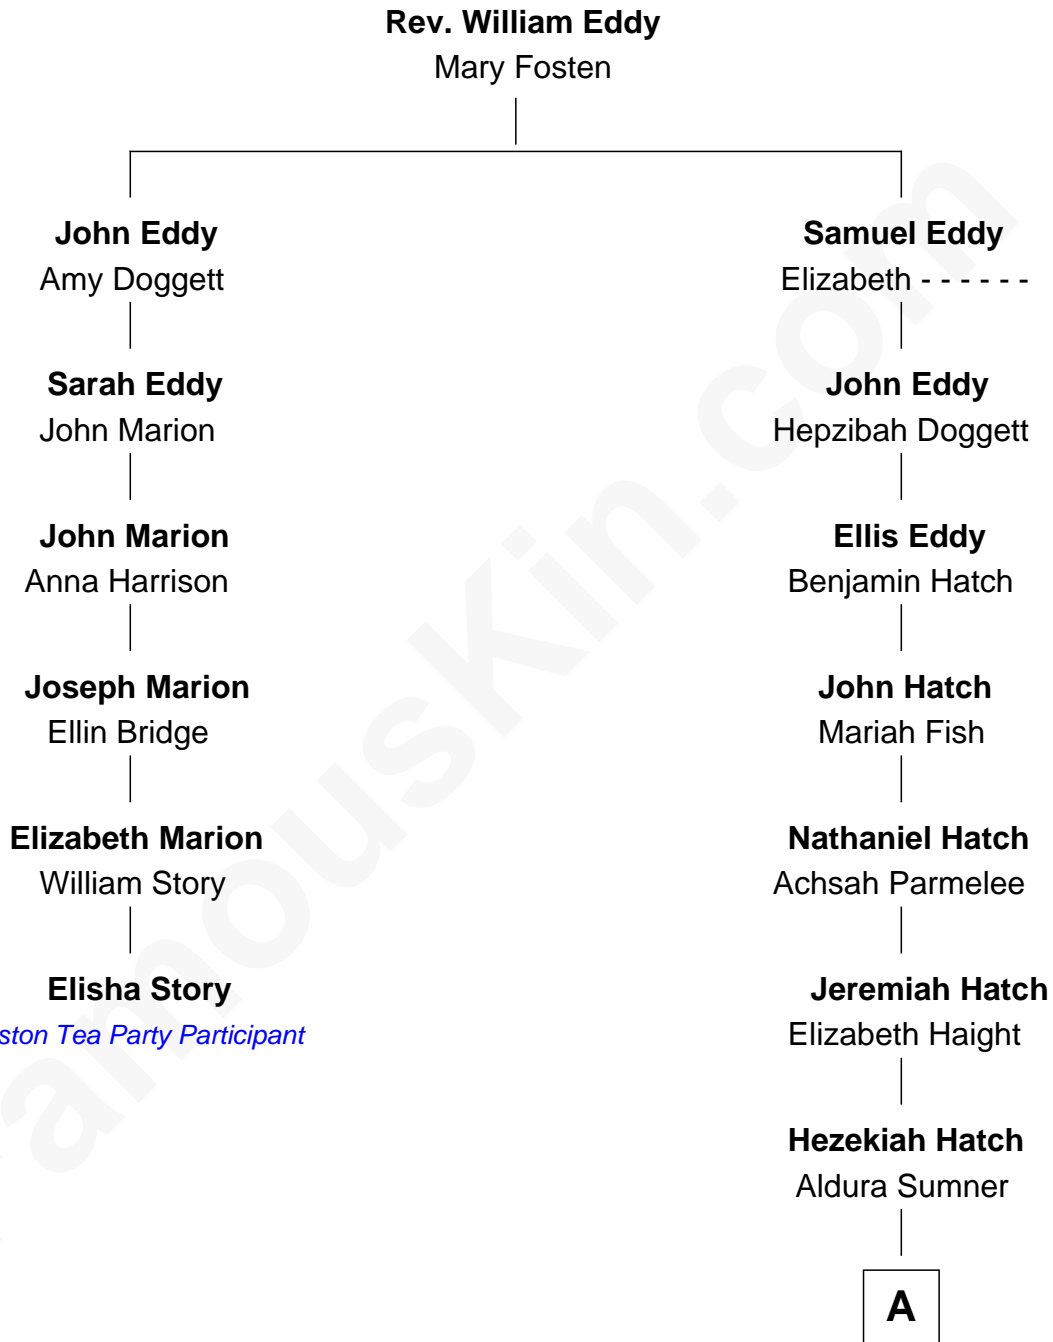 Rev. William Eddy
Mary Fosten
John Eddy
Amy Doggett
Samuel Eddy
Elizabeth - - - - - -
Sarah Eddy
John Marion
John Eddy
Hepzibah Doggett
John Marion
Anna Harrison
Ellis Eddy
Benjamin Hatch
Joseph Marion
Ellin Bridge
John Hatch
Mariah Fish
Elizabeth Marion
William Story
Nathaniel Hatch
Achsah Parmelee
Elisha Story
Tea Party Participant
Jeremiah Hatch
Elizabeth Haight
Hezekiah Hatch
Aldura Sumner
A
amouskin.com